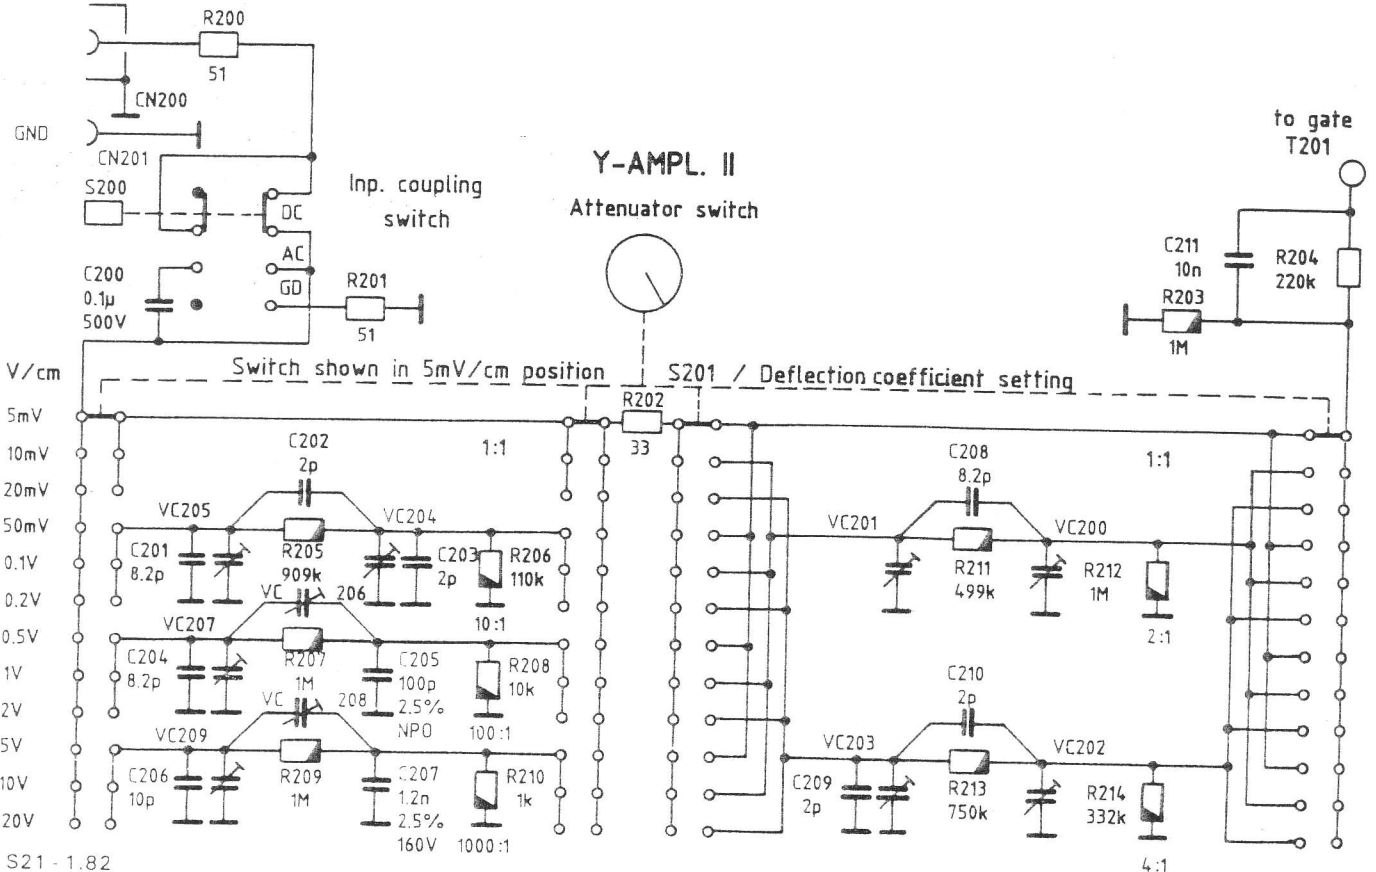 R200
51
CN200
GND
CN201
S200
DC
AC
GD
Inp. coupling
switch
C200
0.1µ
500V
R201
51
Y-AMPL. II
Attenuator switch
to gate
T201
C211
10n
R204
220k
R203
1M
V/cm
Switch shown in 5mV/cm position
S201 / Deflection coefficient setting
5mV
10mV
20mV
50mV
0.1V
0.2V
0.5V
1V
2V
5V
10V
20V
C202
2p
1:1
R202
33
VC205
VC204
C201
8.2p
R205
909k
C203
2p
R206
110k
10:1
VC 206
VC207
C204
8.2p
R207
1M
C205
100p
2.5%
NPO
R208
10k
100:1
VC 208
VC209
C206
10p
R209
1M
C207
1.2n
2.5%
160V
R210
1k
1000:1
C208
8.2p
1:1
VC201
VC200
R211
499k
R212
1M
2:1
C210
2p
VC203
VC202
C209
2p
R213
750k
R214
332k
4:1
S21 - 1.82